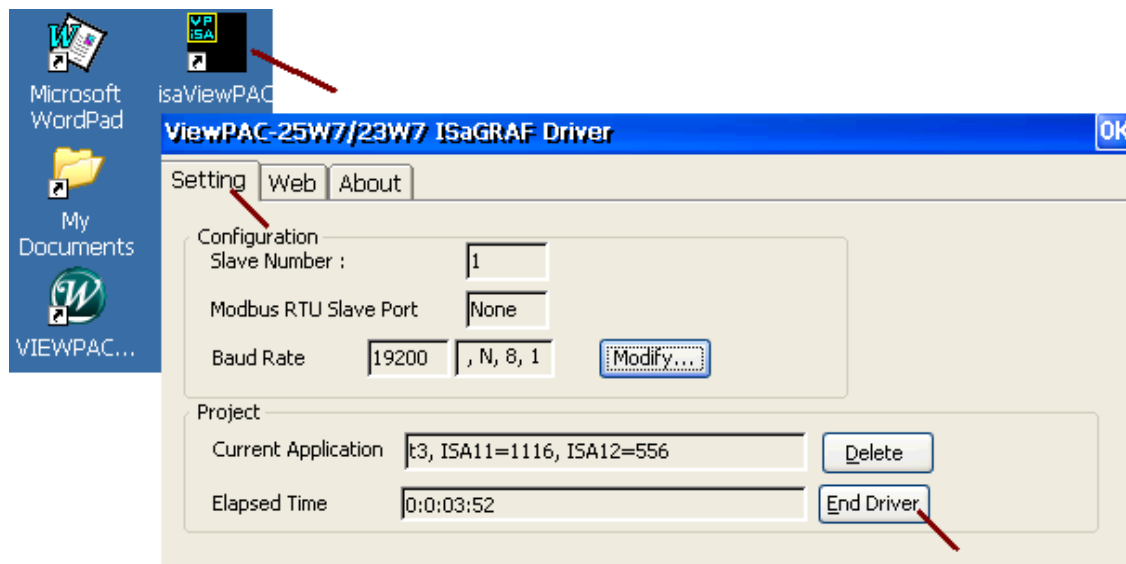 VP
iSA
Microsoft
WordPad
isaViewPAC
My
Documents
VIEWPAC...
ViewPAC-25W7/23W7 ISaGRAF Driver
OK
Setting
Web
About
Configuration
Slave Number :
1
Modbus RTU Slave Port
None
Baud Rate
19200
, N, 8, 1
Modify...
Project
Current Application
t3, ISA11=1116, ISA12=556
Delete
Elapsed Time
0:0:03:52
End Driver